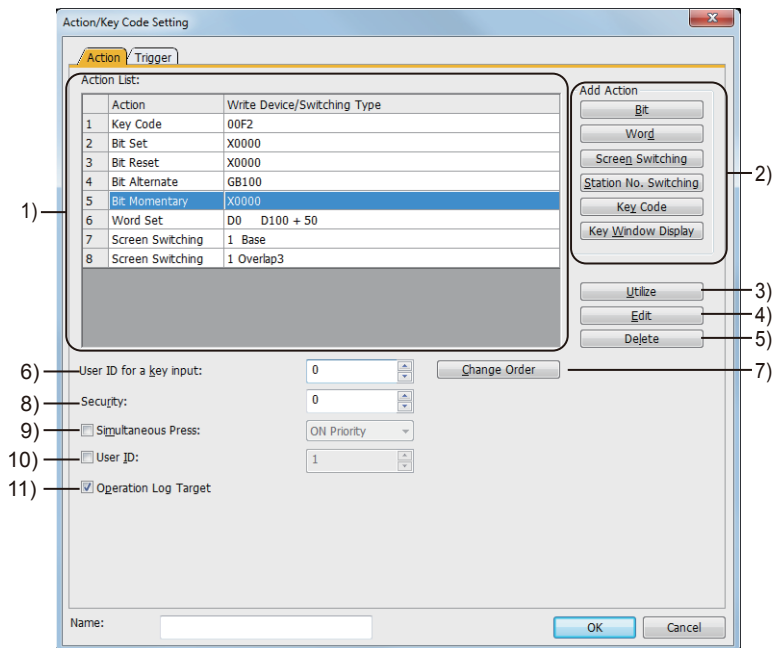 Action/Key Code Setting
x
Action Trigger
Action List:
Action Write Device/Switching Type
1 Key Code 00F2
2 Bit Set X0000
3 Bit Reset X0000
4 Bit Alternate GB100
5 Bit Momentary X0000
6 Word Set D0 D100 + 50
7 Screen Switching 1 Base
8 Screen Switching 1 Overlap3
1)
Add Action
Bit
Word
Screen Switching
Station No. Switching
Key Code
Key Window Display
2)
Utilize 3)
Edit 4)
Delete 5)
6) User ID for a key input: 0 Change Order 7)
8) Security: 0
9) Simultaneous Press: ON Priority
10) User ID: 1
11) Operation Log Target
Name: OK Cancel